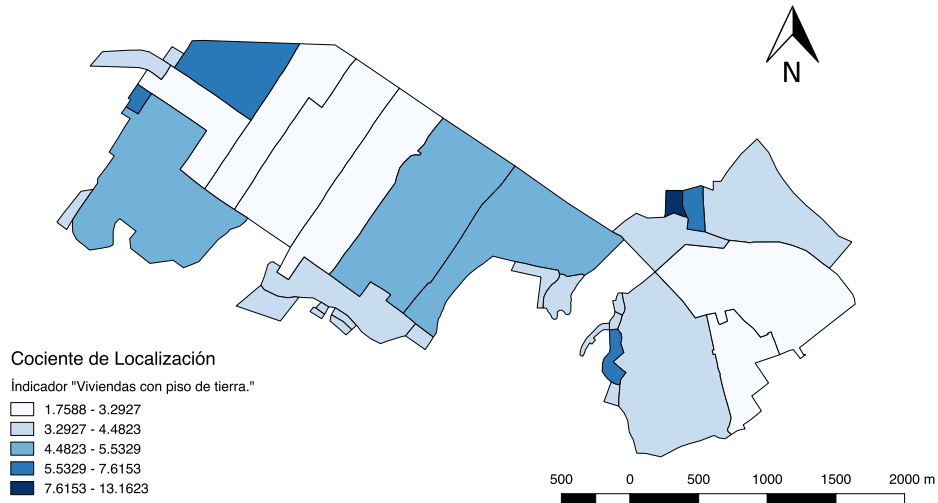 N
Cociente de Localización
Índicador "Viviendas con piso de tierra."
1.7588 - 3.2927
3.2927 - 4.4823
4.4823 - 5.5329
5.5329 - 7.6153
7.6153 - 13.1623
500 0 500 1000 1500 2000 m